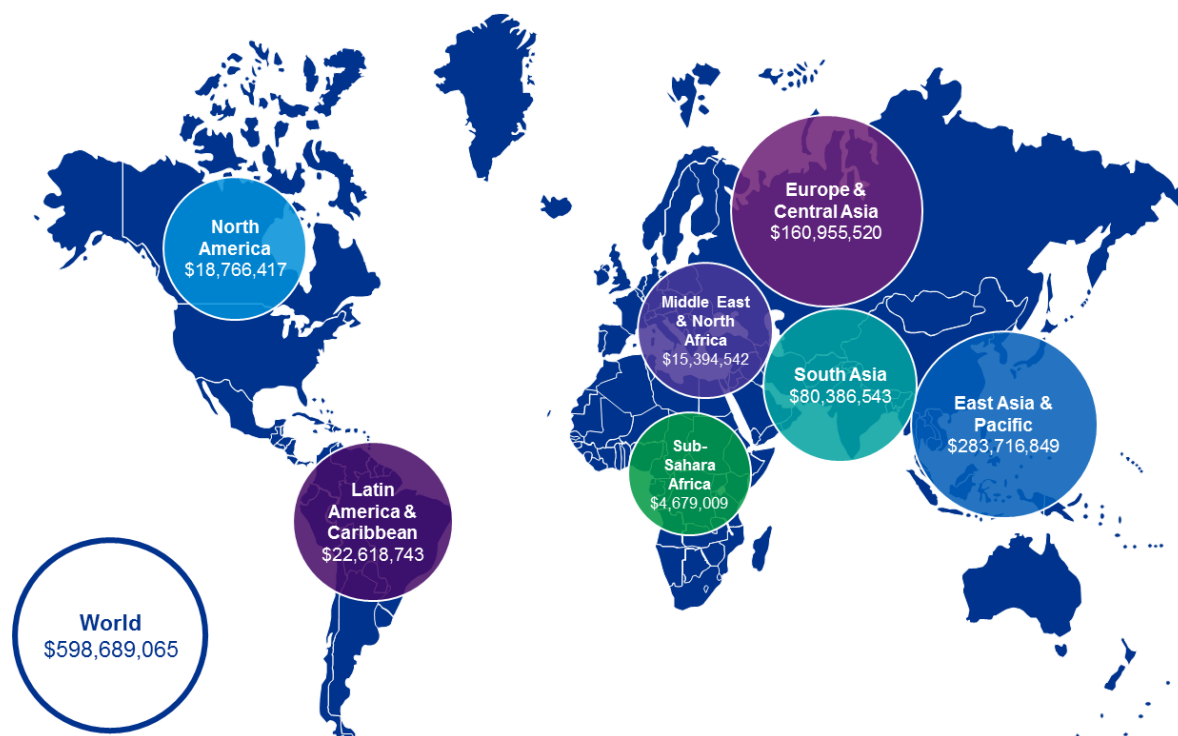 Europe &
Central Asia
$160,955,520
North
America
$18,766,417
Middle East
& North
Africa
$15,394,542
South Asia
$80,386,543
East Asia &
Pacific
$283,716,849
Sub-
Sahara
Africa
$4,679,009
Latin
America &
Caribbean
$22,618,743
World
$598,689,065